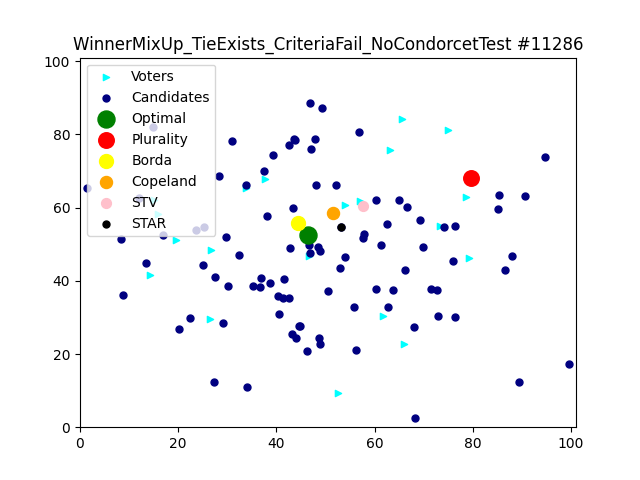 WinnerMixUp_TieExists_CriteriaFail_NoCondorcetTest #11286
Voters
Candidates
Optimal
Plurality
Borda
Copeland
STV
STAR
100
80
60
40
20
0
0 20 40 60 80 100